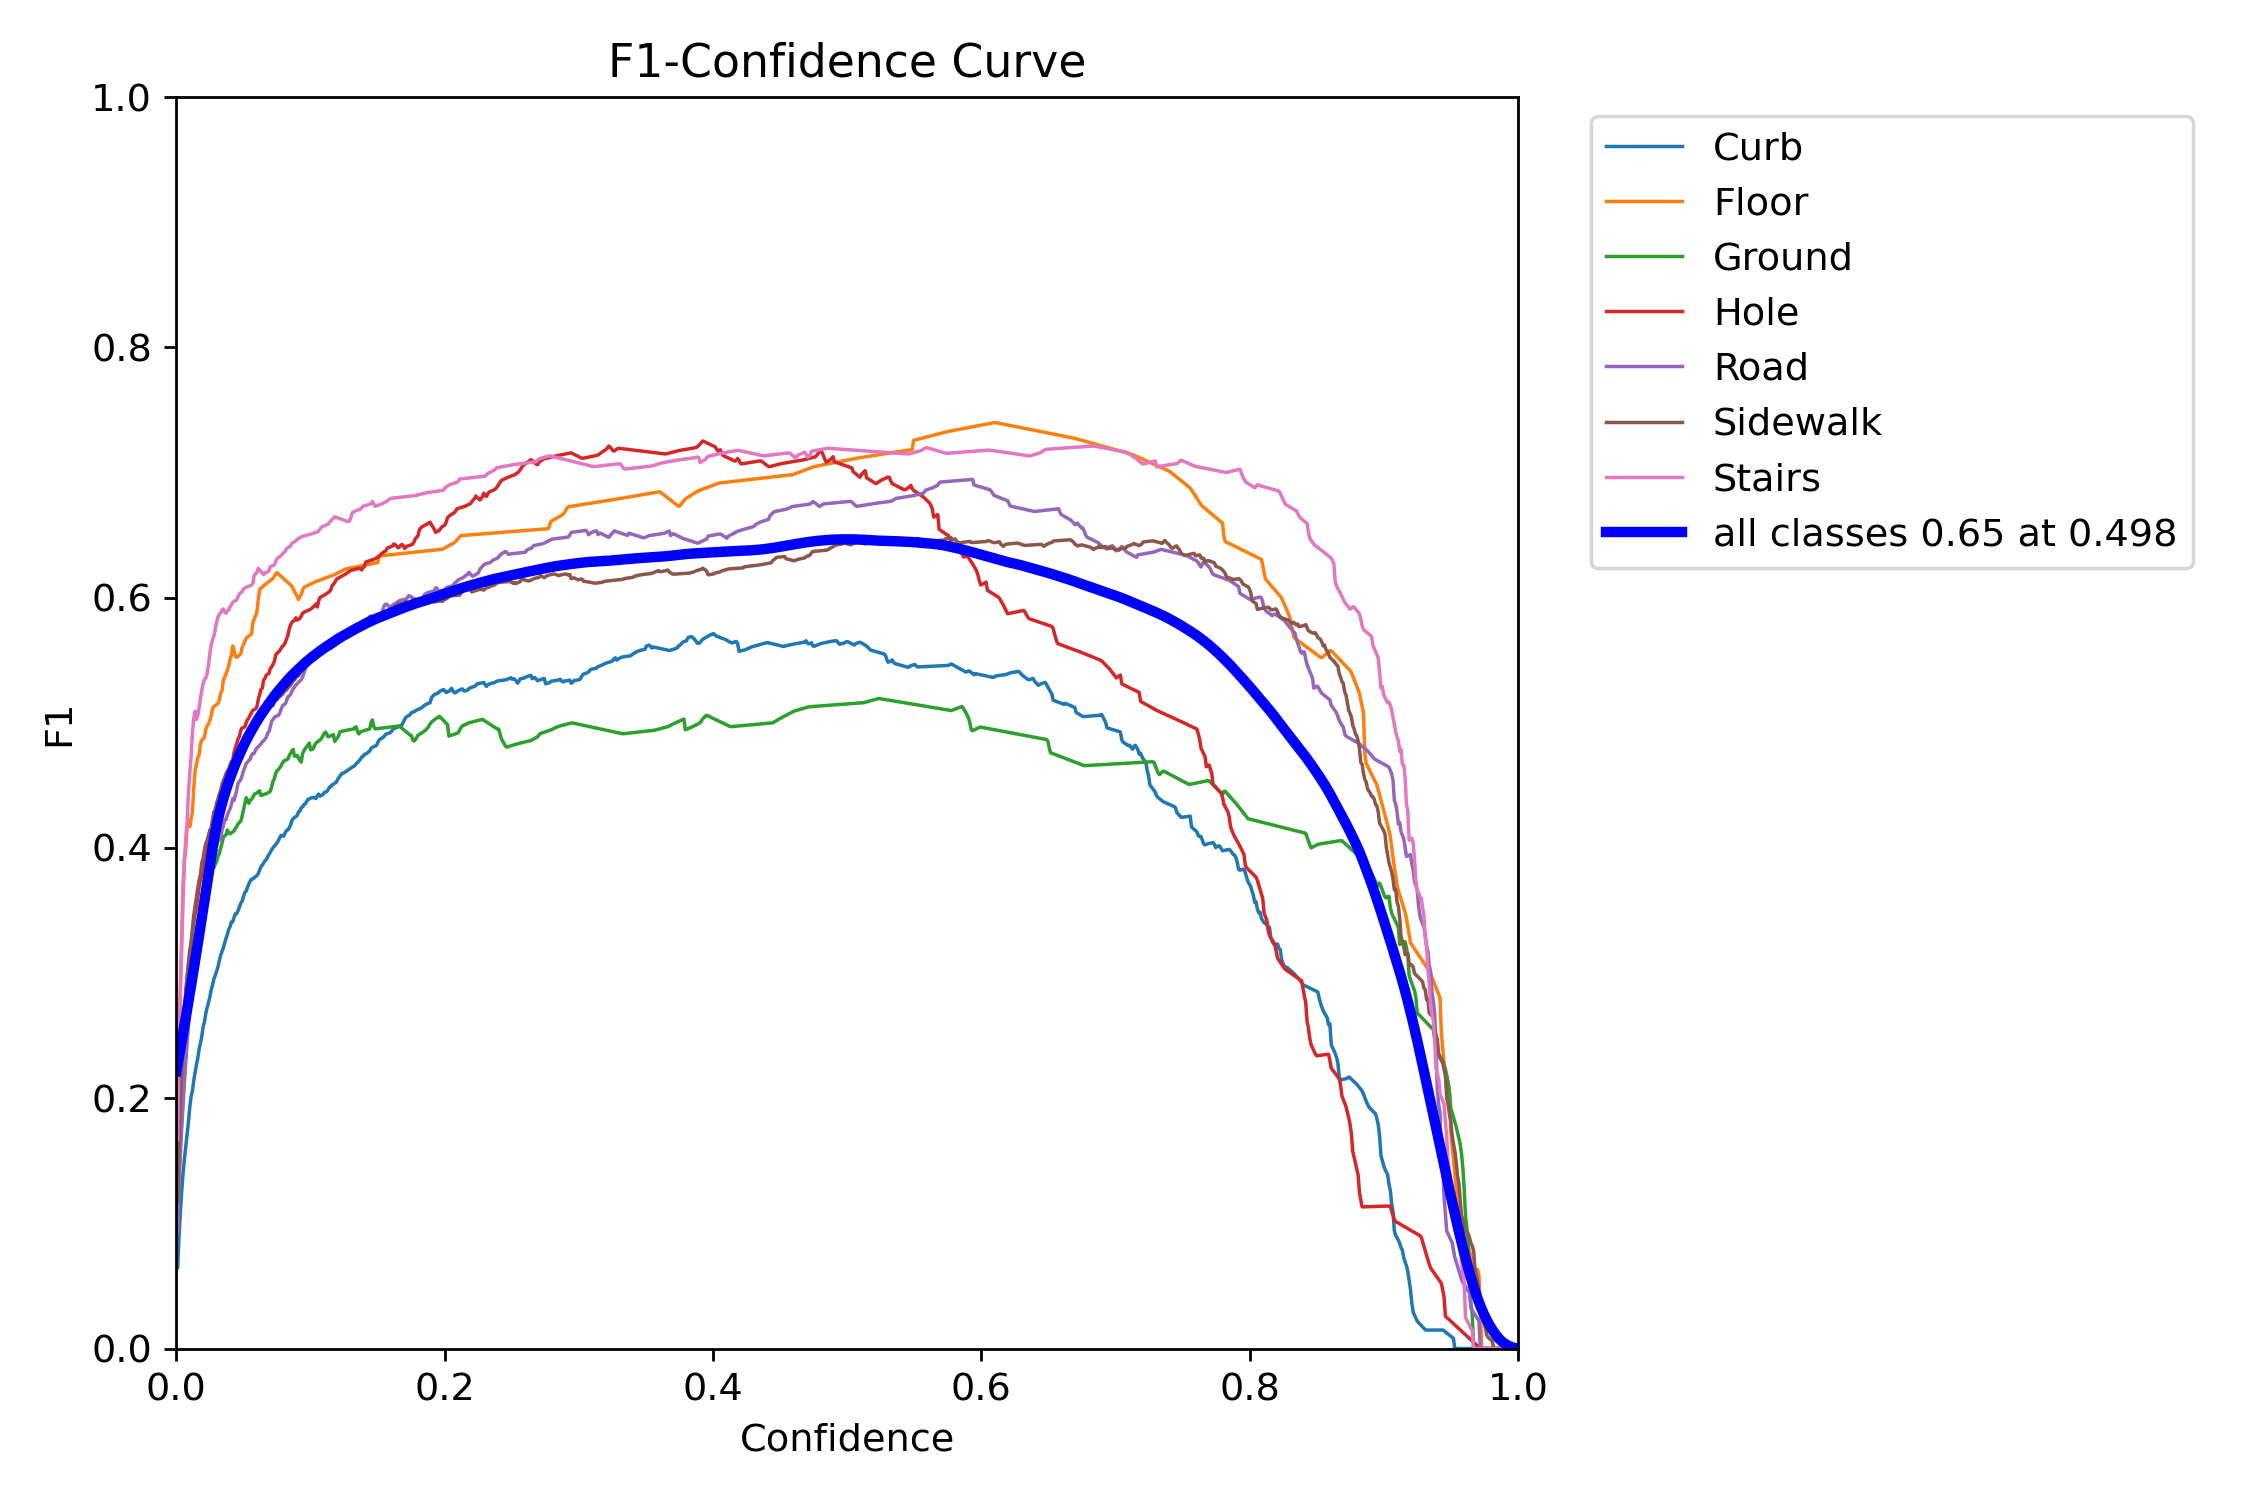 F1-Confidence Curve
1.0
0.8
0.6
0.4
0.2
0.0
F1
0.0 0.2 0.4 0.6 0.8 1.0
Confidence
Curb
Floor
Ground
Hole
Road
Sidewalk
Stairs
all classes 0.65 at 0.498